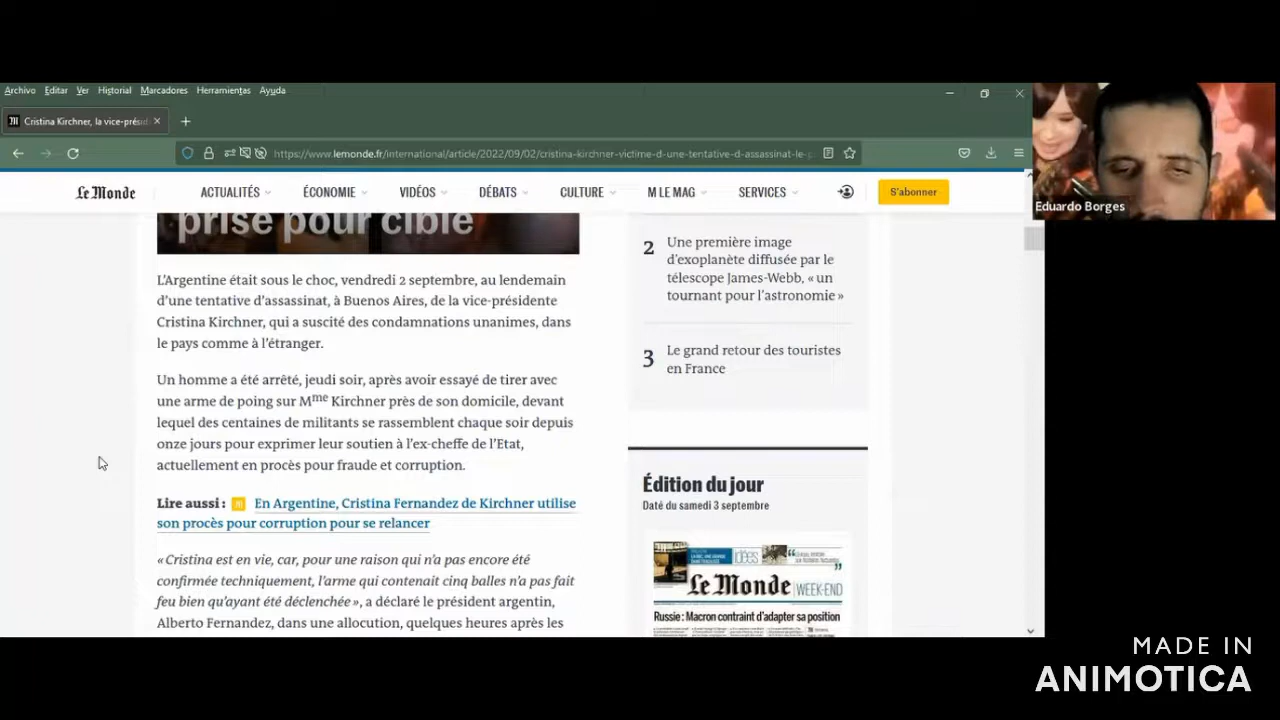 Archivo Editar Ver Historial Marcadores Herramientas Ayuda
Cristina Kirchner, la vice-présid
https://www.lemonde.fr/international/article/2022/09/02/cristina-kirchner-victime-d-une-tentative-d-assassinat-le-p
Eduardo Borges
Le Monde
ACTUALITÉS ÉCONOMIE VIDÉOS DÉBATS CULTURE M LE MAG SERVICES S'abonner
prise pour cible
L'Argentine était sous le choc, vendredi 2 septembre, au lendemain
d'une tentative d'assassinat, à Buenos Aires, de la vice-présidente
Cristina Kirchner, qui a suscité des condamnations unanimes, dans
le pays comme à l'étranger.
Un homme a été arrêté, jeudi soir, après avoir essayé de tirer avec
une arme de poing sur Mme Kirchner près de son domicile, devant
lequel des centaines de militants se rassemblent chaque soir depuis
onze jours pour exprimer leur soutien à l'ex-cheffe de l'Etat,
actuellement en procès pour fraude et corruption.
Lire aussi : En Argentine, Cristina Fernandez de Kirchner utilise
son procès pour corruption pour se relancer
« Cristina est en vie, car, pour une raison qui n'a pas encore été
confirmée techniquement, l'arme qui contenait cinq balles n'a pas fait
feu bien qu'ayant été déclenchée », a déclaré le président argentin,
Alberto Fernandez, dans une allocution, quelques heures après les
2 Une première image
d'exoplanète diffusée par le
télescope James-Webb, « un
tournant pour l'astronomie »
3 Le grand retour des touristes
en France
Édition du jour
Daté du samedi 3 septembre
idées
Le Monde WEEK-END
Russie : Macron contraint d'adapter sa position
MADE IN
ANIMOTICA